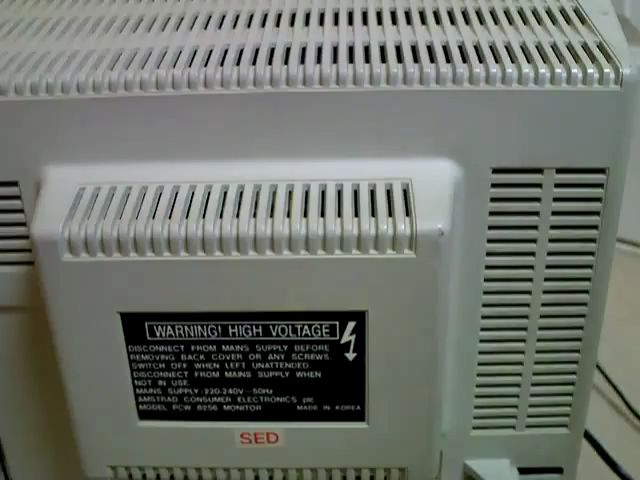 WARNING! HIGH VOLTAGE
DISCONNECT FROM MAINS SUPPLY BEFORE
REMOVING BACK COVER OR ANY SCREWS.
SWITCH OFF WHEN LEFT UNATTENDED.
DISCONNECT FROM MAINS SUPPLY WHEN
NOT IN USE.
MAINS SUPPLY:220-240V~50Hz
AMSTRAD CONSUMER ELECTRONICS plc
MODEL PCW 8256 MONITOR MADE IN KOREA
SED